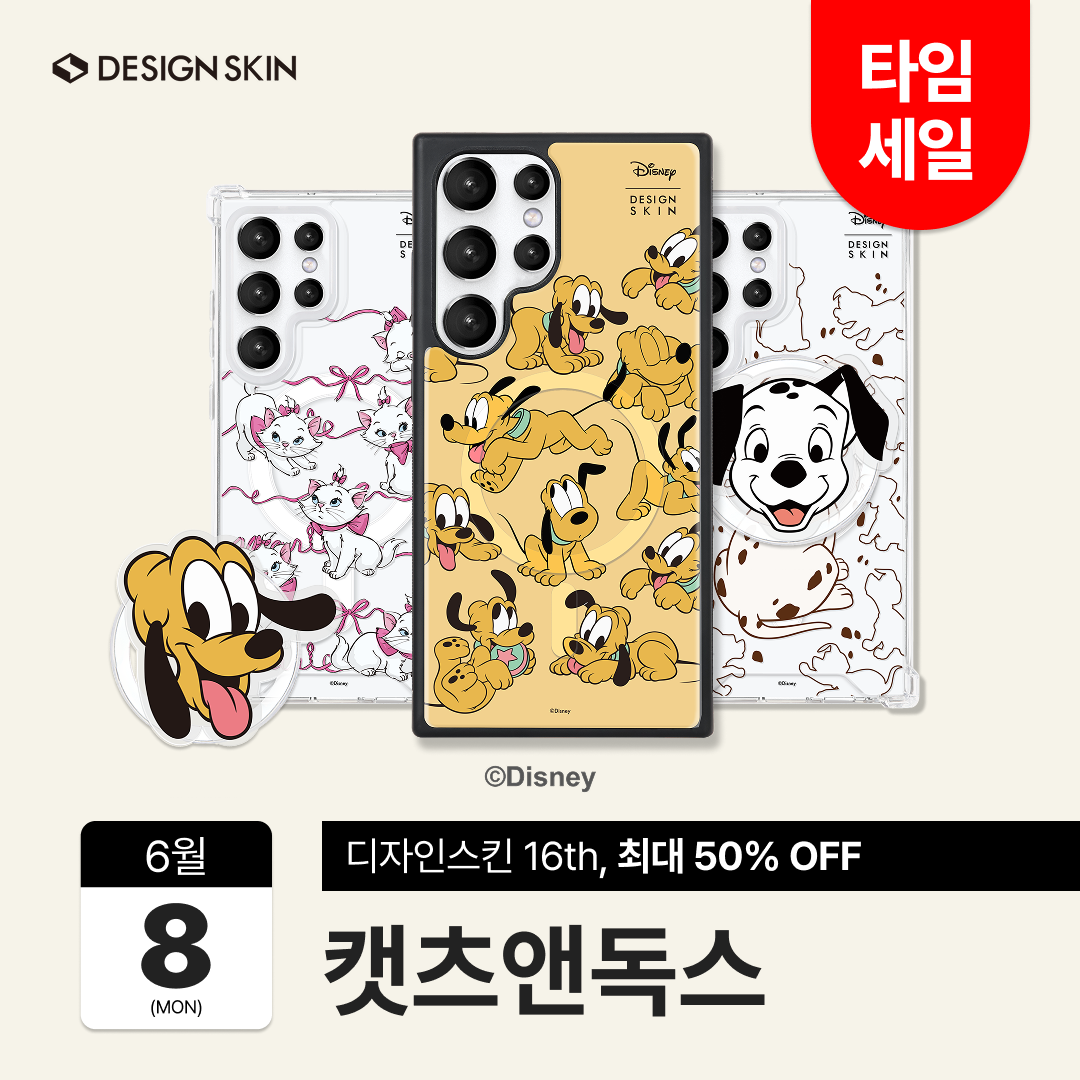 DESIGN SKIN
타임
세일
Disney
DESIGN
SKIN
Disney
DESIGN
SKIN
©Disney
©Disney
©Disney
©Disney
6월
8
(MON)
디자인스킨 16th, 최대 50% OFF
캣츠앤독스